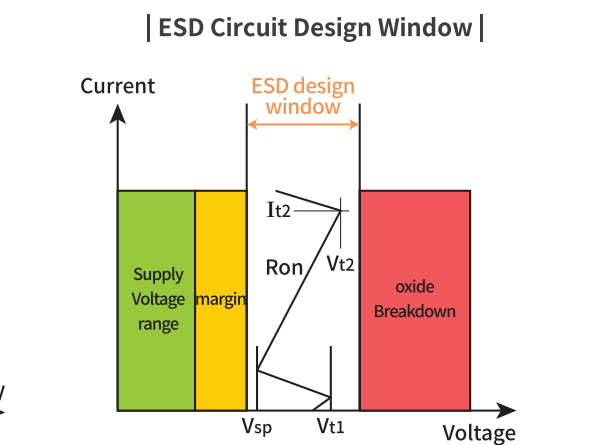 | ESD Circuit Design Window |
Current
ESD design
window
It2
Vt2
Ron
Supply
Voltage
range
margin
oxide
Breakdown
Vsp
Vt1
Voltage